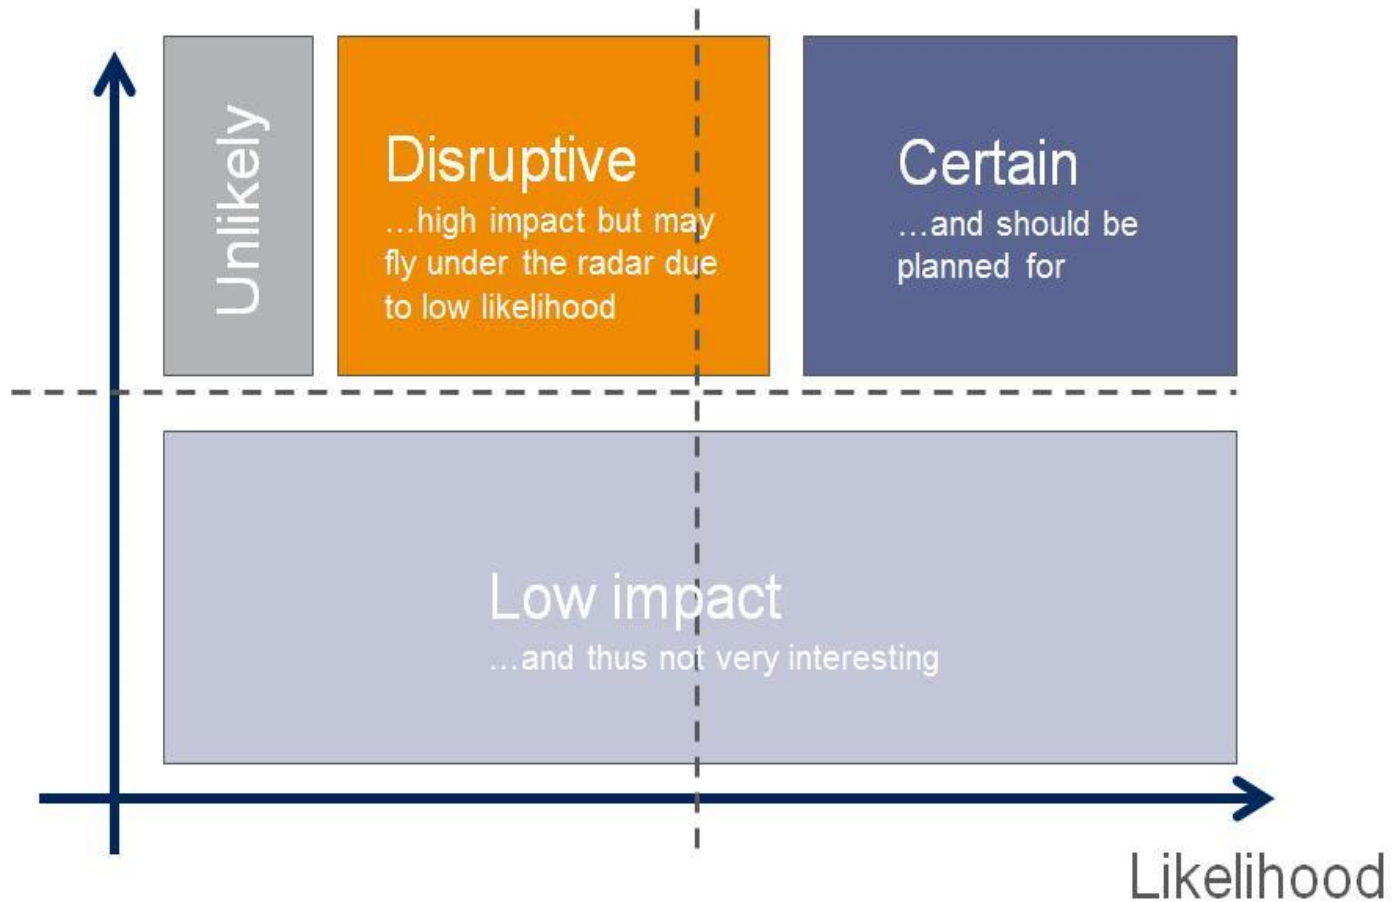 Unlikely
Disruptive
…high impact but may
fly under the radar due
to low likelihood
Certain
…and should be
planned for
Low impact
…and thus not very interesting
Likelihood